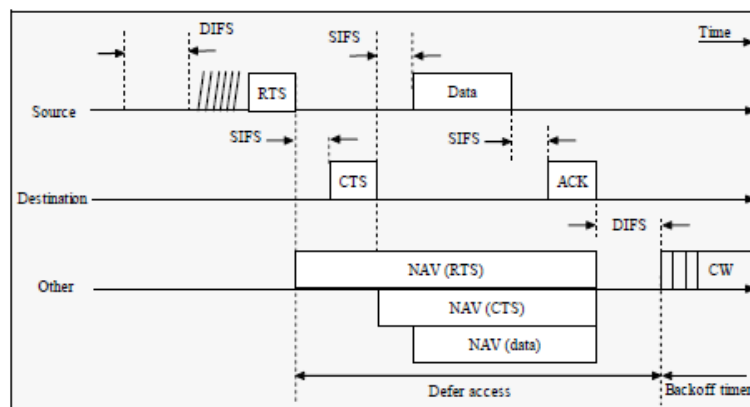 DIFS
SIFS
Time
RTS
Data
Source
SIFS
SIFS
CTS
ACK
Destination
DIFS
NAV (RTS)
CW
Other
NAV (CTS)
NAV (data)
Defer access
Backoff timer